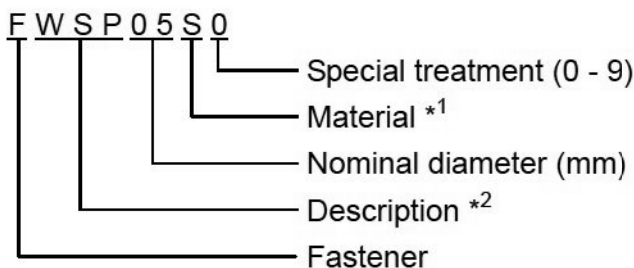 F W S P 0 5 S 0
Special treatment (0 - 9)
Material *1
Nominal diameter (mm)
Description *2
Fastener